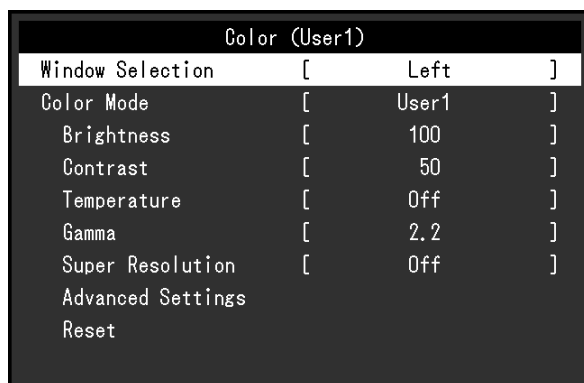 Color (User1)
Window Selection [ Left ]
Color Mode [ User1 ]
Brightness [ 100 ]
Contrast [ 50 ]
Temperature [ Off ]
Gamma [ 2.2 ]
Super Resolution [ Off ]
Advanced Settings
Reset